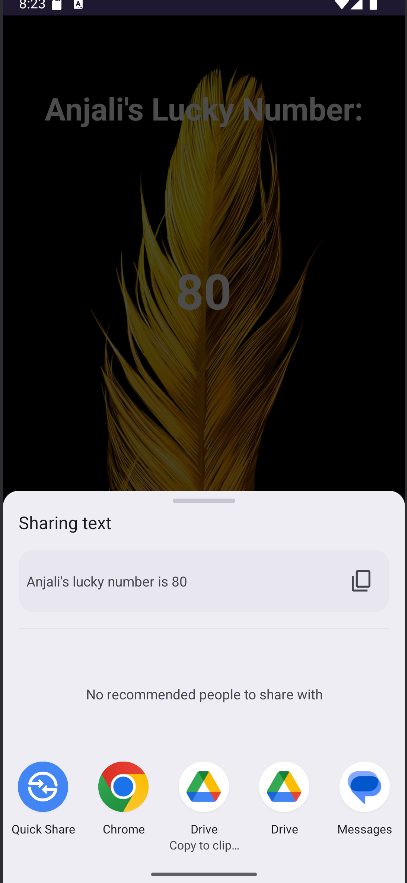 8:23
Anjali's Lucky Number:
80
Sharing text
Anjali's lucky number is 80
No recommended people to share with
Quick Share
Chrome
Drive
Copy to clip...
Drive
Messages